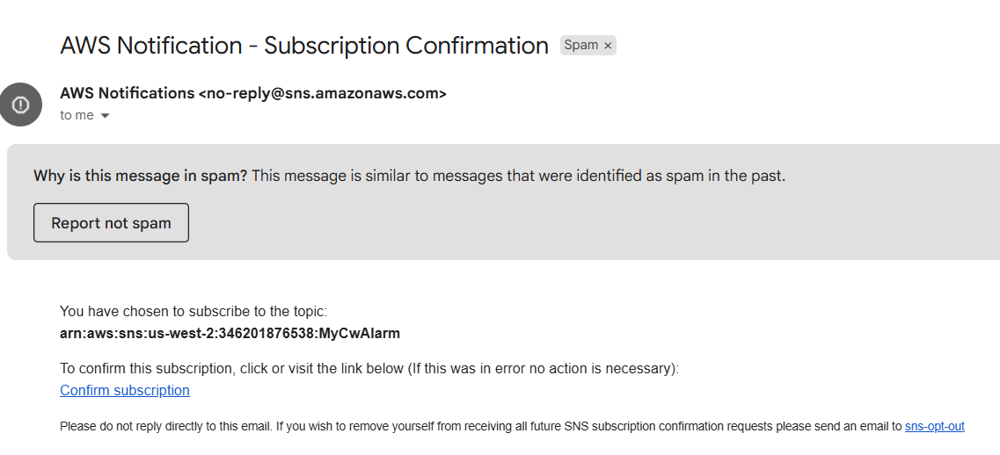 AWS Notification - Subscription Confirmation Spam ×
AWS Notifications <no-reply@sns.amazonaws.com>
to me
Why is this message in spam? This message is similar to messages that were identified as spam in the past.
Report not spam
You have chosen to subscribe to the topic:
arn:aws:sns:us-west-2:346201876538:MyCwAlarm
To confirm this subscription, click or visit the link below (If this was in error no action is necessary):
Confirm subscription
Please do not reply directly to this email. If you wish to remove yourself from receiving all future SNS subscription confirmation requests please send an email to sns-opt-out